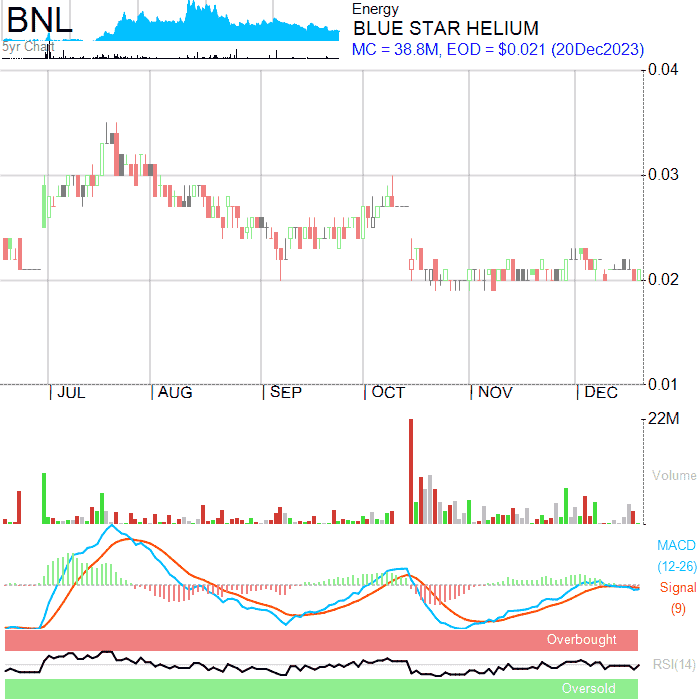 BNL
5yr Chart
Energy
BLUE STAR HELIUM
MC = 38.8M, EOD = $0.021 (20Dec2023)
0.04
0.03
0.02
0.01
JUL AUG SEP OCT NOV DEC
22M
Volume
MACD
(12-26)
Signal
(9)
Overbought
RSI(14)
Oversold